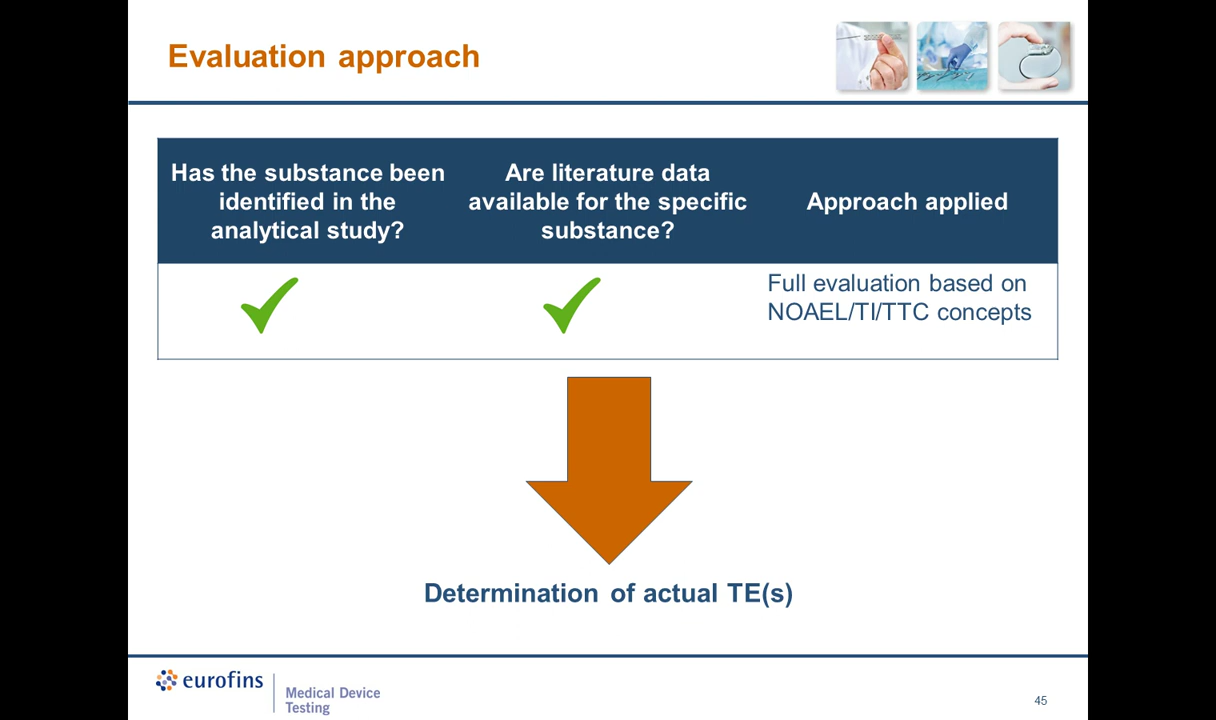 Evaluation approach
Has the substance been
identified in the
analytical study?
Are literature data
available for the specific
substance?
Approach applied
Full evaluation based on
NOAEL/TI/TTC concepts
Determination of actual TE(s)
eurofins
Medical Device
Testing
45